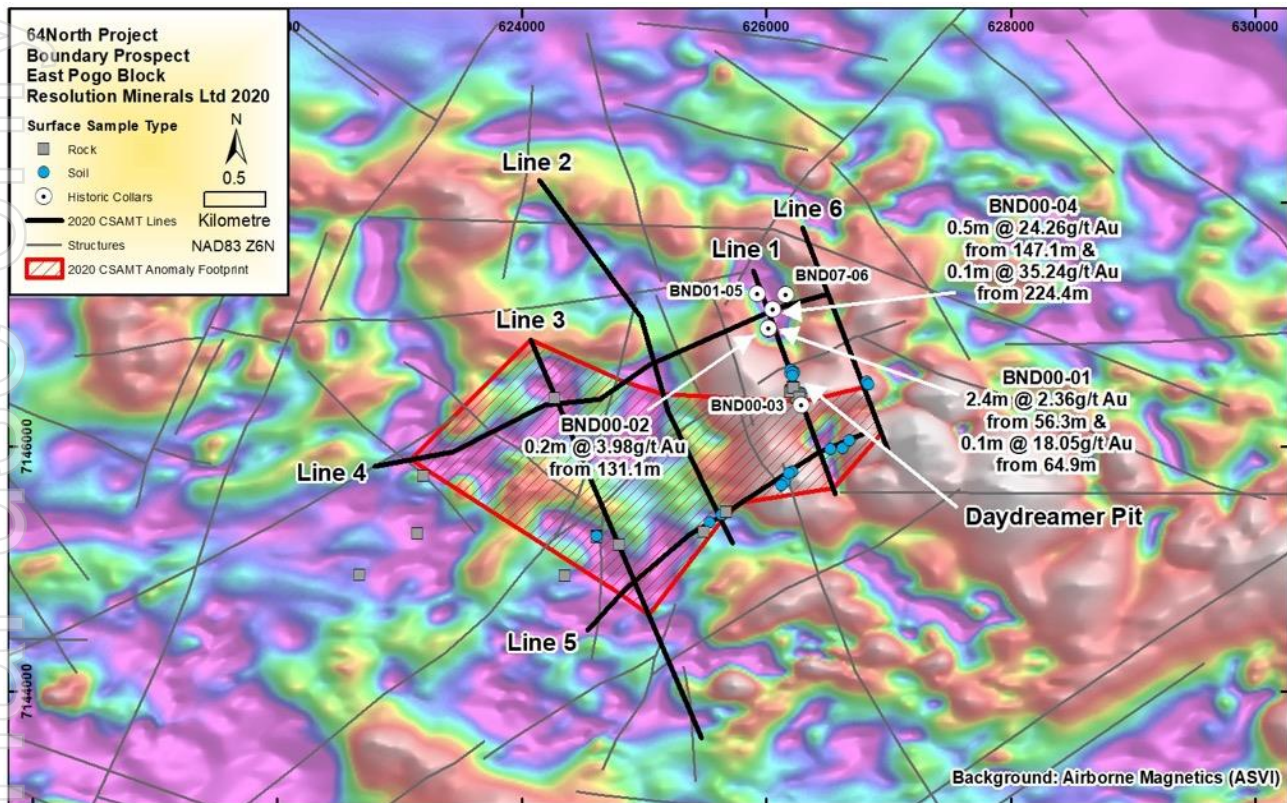 64North Project
Boundary Prospect
East Pogo Block
Resolution Minerals Ltd 2020
Surface Sample Type
Rock
Soil
Historic Collars
2020 CSAMT Lines
Structures
2020 CSAMT Anomaly Footprint
N
0.5
Kilometre
NAD83 Z6N
624000
626000
628000
630000
7146000
7144000
Line 2
Line 6
Line 1
Line 3
Line 4
Line 5
BND01-05
BND07-06
BND00-04
0.5m @ 24.26g/t Au
from 147.1m &
0.1m @ 35.24g/t Au
from 224.4m
BND00-03
BND00-02
0.2m @ 3.98g/t Au
from 131.1m
BND00-01
2.4m @ 2.36g/t Au
from 56.3m &
0.1m @ 18.05g/t Au
from 64.9m
Daydreamer Pit
Background: Airborne Magnetics (ASVI)